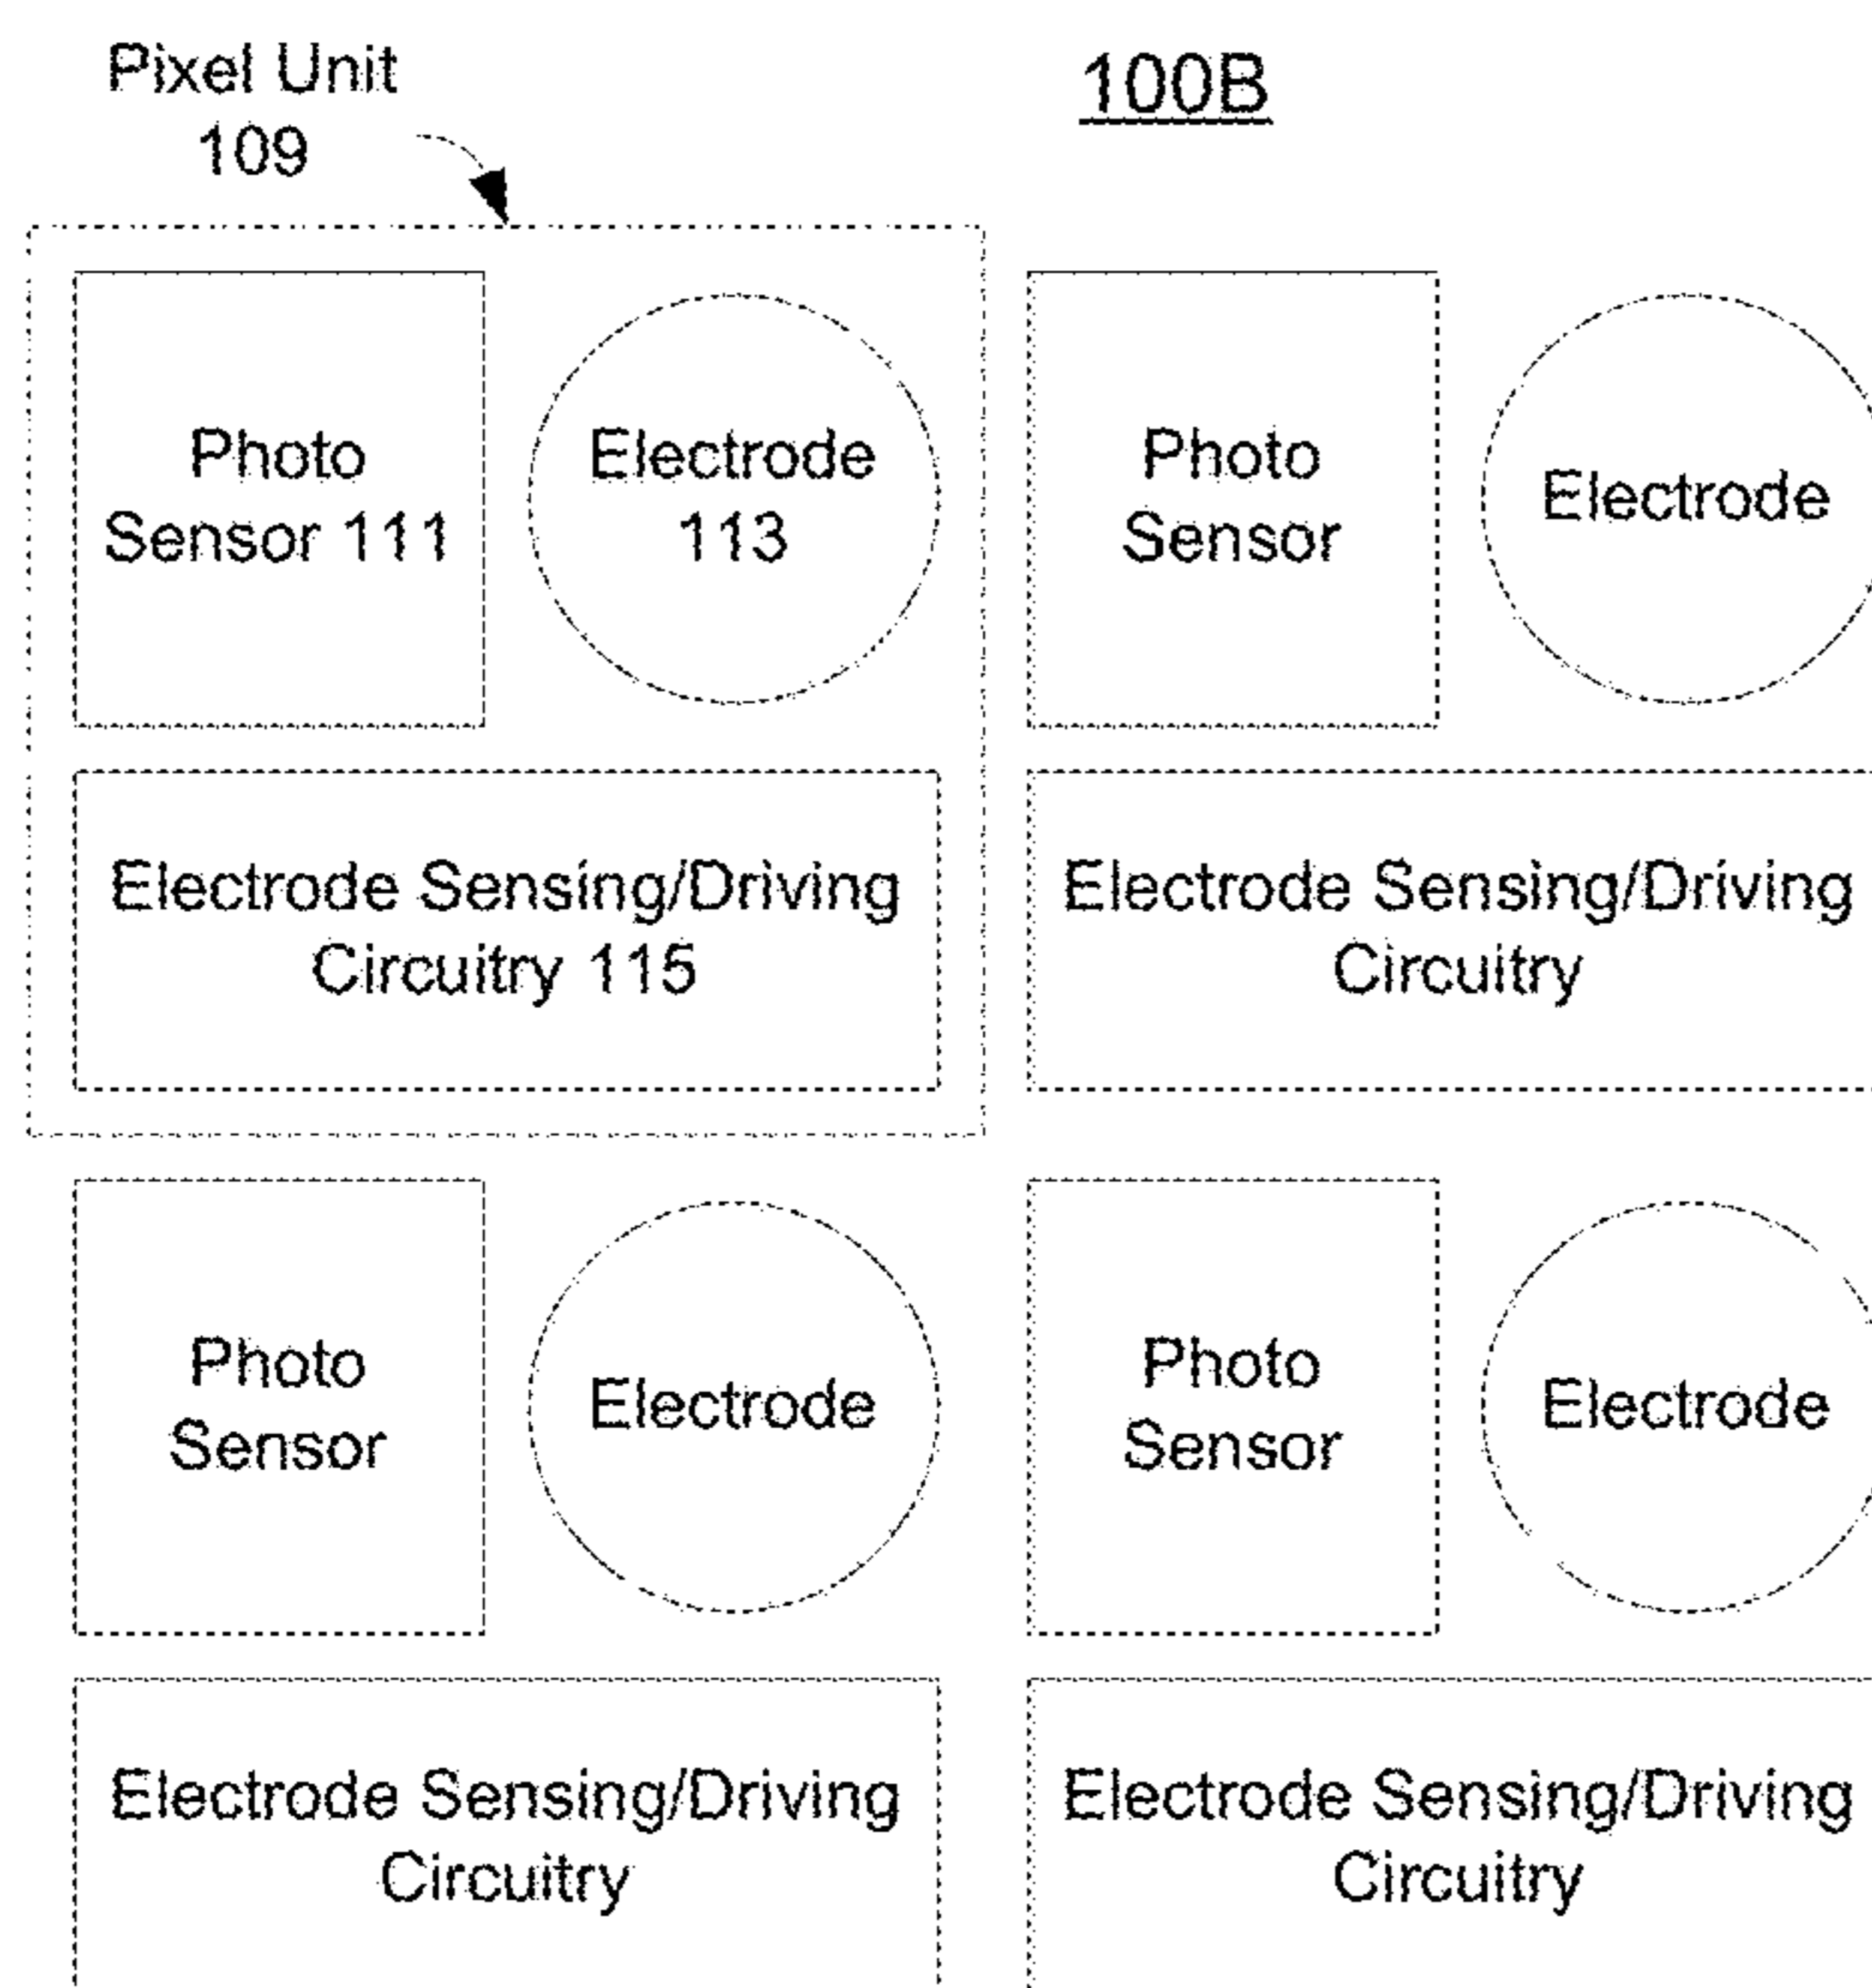 Pixel Unit
109
100B
Photo
Sensor 111
Electrode
113
Photo
Sensor
Electrode
Electrode Sensing/Driving
Circuitry 115
Electrode Sensing/Driving
Circuitry
Photo
Sensor
Electrode
Photo
Sensor
Electrode
Electrode Sensing/Driving
Circuitry
Electrode Sensing/Driving
Circuitry